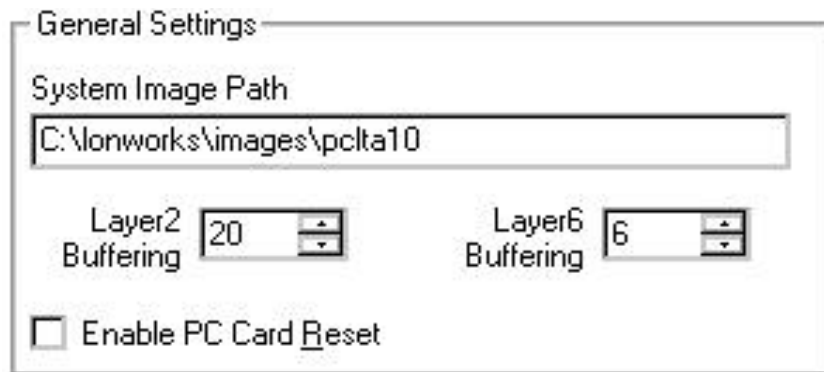 General Settings
System Image Path
C:\lonworks\images\pclta10
Layer2
Buffering
20
Layer6
Buffering
6
Enable PC Card Reset